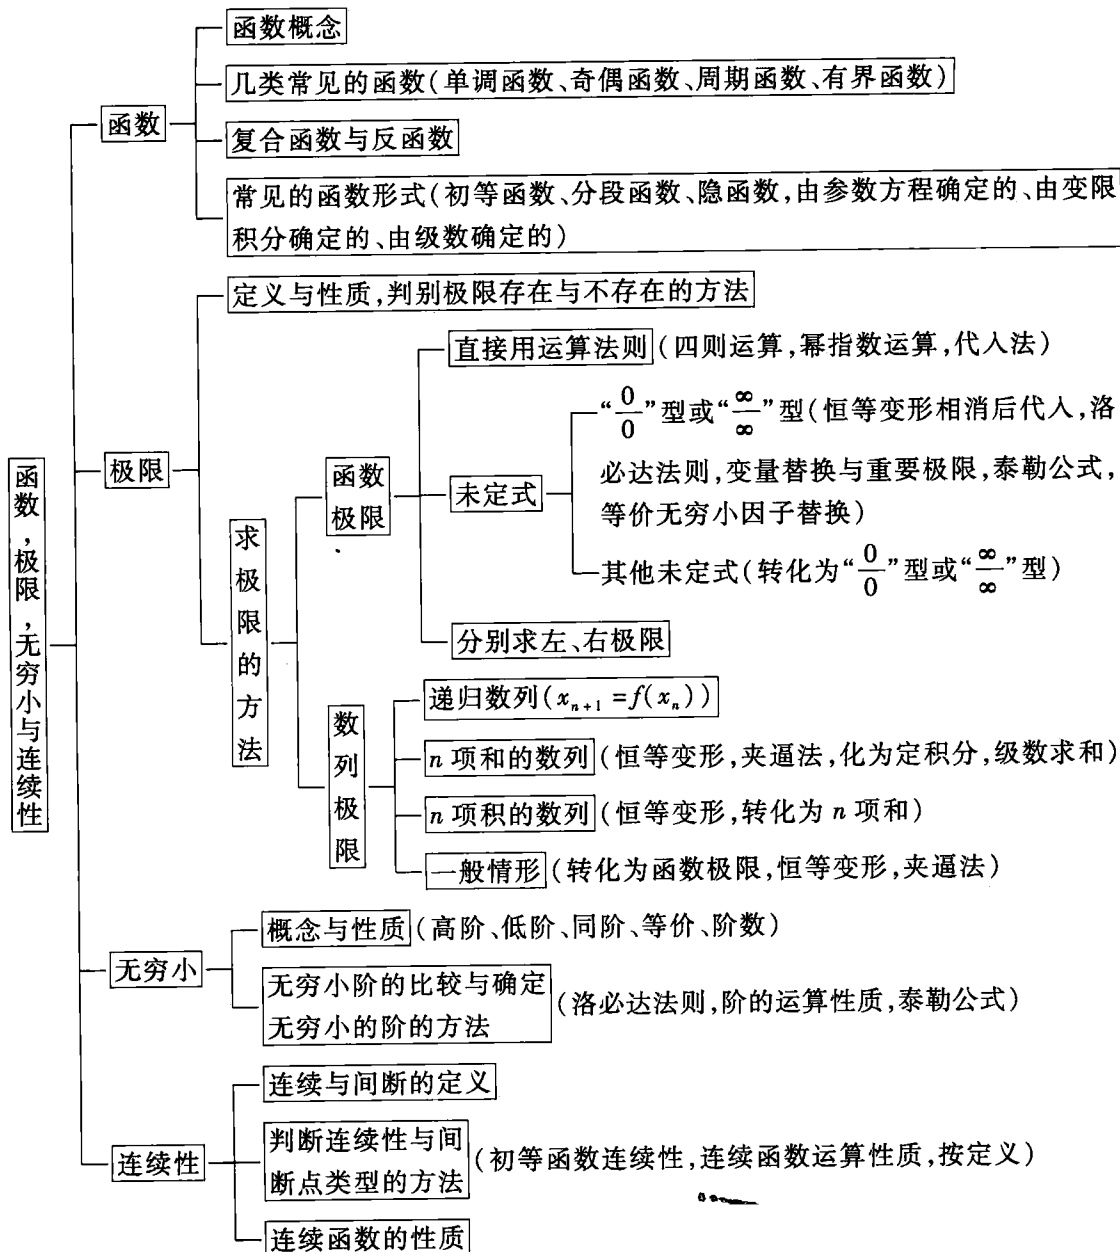 函数概念
几类常见的函数(单调函数、奇偶函数、周期函数、有界函数)
函数
复合函数与反函数
常见的函数形式(初等函数、分段函数、隐函数,由参数方程确定的、由变限
积分确定的、由级数确定的)
定义与性质,判别极限存在与不存在的方法
直接用运算法则(四则运算,幂指数运算,代入法)
“0/0”型或“∞/∞”型(恒等变形相消后代入,洛
必达法则,变量替换与重要极限,泰勒公式,
等价无穷小因子替换)
极限
函数
极限
未定式
其他未定式(转化为“0/0”型或“∞/∞”型)
分别求左、右极限
求极限的方法
函数,极限,无穷小与连续性
递归数列(xₙ₊₁=f(xₙ))
数列极限
n 项和的数列(恒等变形,夹逼法,化为定积分,级数求和)
n 项积的数列(恒等变形,转化为 n 项和)
一般情形(转化为函数极限,恒等变形,夹逼法)
概念与性质(高阶、低阶、同阶、等价、阶数)
无穷小
无穷小阶的比较与确定
无穷小的阶的方法
(洛必达法则,阶的运算性质,泰勒公式)
连续与间断的定义
连续性
判断连续性与间
断点类型的方法
(初等函数连续性,连续函数运算性质,按定义)
连续函数的性质